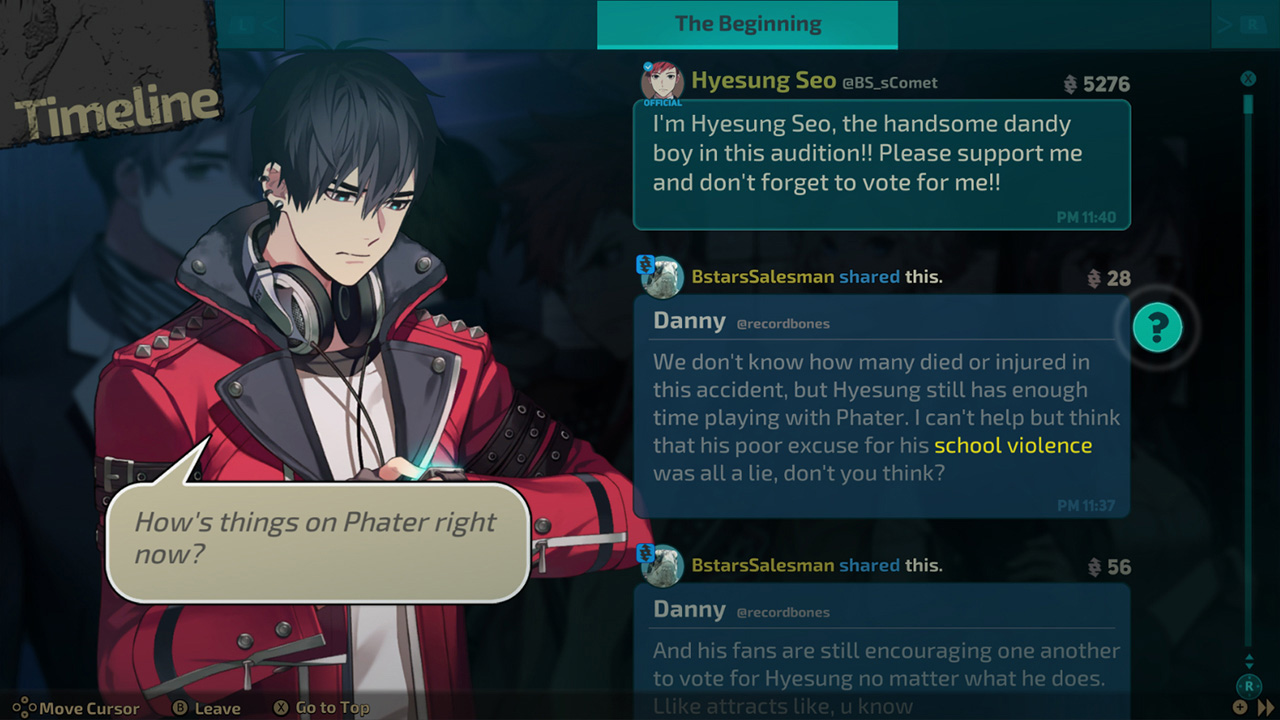 L
The Beginning
R
Timeline
Hyesung Seo @BS_sComet 5276
OFFICIAL
I'm Hyesung Seo, the handsome dandy
boy in this audition!! Please support me
and don't forget to vote for me!!
PM 11:40
BstarsSalesman shared this. 28
Danny @recordbones
?
We don't know how many died or injured in
this accident, but Hyesung still has enough
time playing with Phater. I can't help but think
that his poor excuse for his school violence
was all a lie, don't you think?
PM 11:37
How's things on Phater right
now?
BstarsSalesman shared this. 56
Danny @recordbones
And his fans are still encouraging one another
to vote for Hyesung no matter what he does.
Llike attracts like, u know
X
R
Move Cursor B Leave X Go to Top